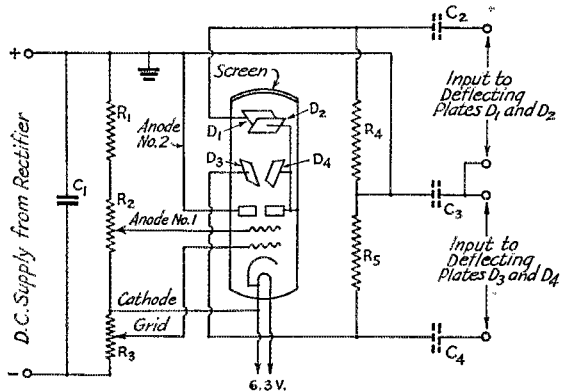 +
D.C. Supply from Rectifier
−
C1
R1
R2
R3
Anode
No.2
Anode No.1
Cathode
Grid
Screen
D1
D2
D3
D4
6.3 V.
R4
R5
C2
C3
C4
Input to
Deflecting
Plates D1 and D2
Input to
Deflecting
Plates D3 and D4